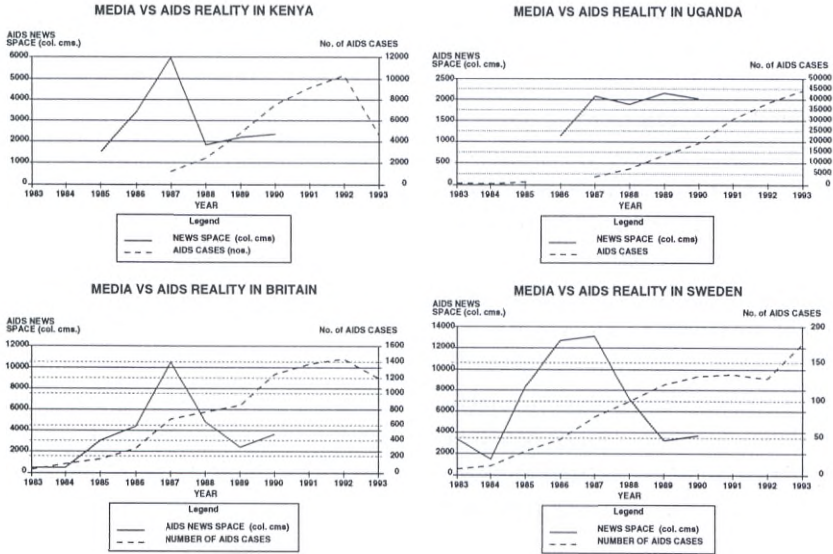 MEDIA VS AIDS REALITY IN KENYA
AIDS NEWS
SPACE (col. cms.)
No. of AIDS CASES
6000
5000
4000
3000
2000
1000
0
12000
10000
8000
6000
4000
2000
0
1983 1984 1985 1986 1987 1988 1989 1990 1991 1992 1993
YEAR
Legend
NEWS SPACE (col. cms)
AIDS CASES (nos.)
MEDIA VS AIDS REALITY IN UGANDA
AIDS NEWS
SPACE (col. cms.)
No. of AIDS CASES
2500
2000
1500
1000
500
0
50000
45000
40000
35000
30000
25000
20000
15000
10000
5000
0
1983 1984 1985 1986 1987 1988 1989 1990 1991 1992 1993
YEAR
Legend
NEWS SPACE (col. cms)
AIDS CASES
MEDIA VS AIDS REALITY IN BRITAIN
AIDS NEWS
SPACE (col. cms.)
No. of AIDS CASES
12000
10000
8000
6000
4000
2000
0
1600
1400
1200
1000
800
600
400
200
0
1983 1984 1985 1986 1987 1988 1989 1990 1991 1992 1993
YEAR
Legend
AIDS NEWS SPACE (col. cms)
NUMBER OF AIDS CASES
MEDIA VS AIDS REALITY IN SWEDEN
AIDS NEWS
SPACE (col. cms.)
No. of AIDS CASES
14000
12000
10000
8000
6000
4000
2000
0
200
150
100
50
0
1983 1984 1985 1986 1987 1988 1989 1990 1991 1992 1993
YEAR
Legend
NEWS SPACE (col. cms)
NUMBER OF AIDS CASES